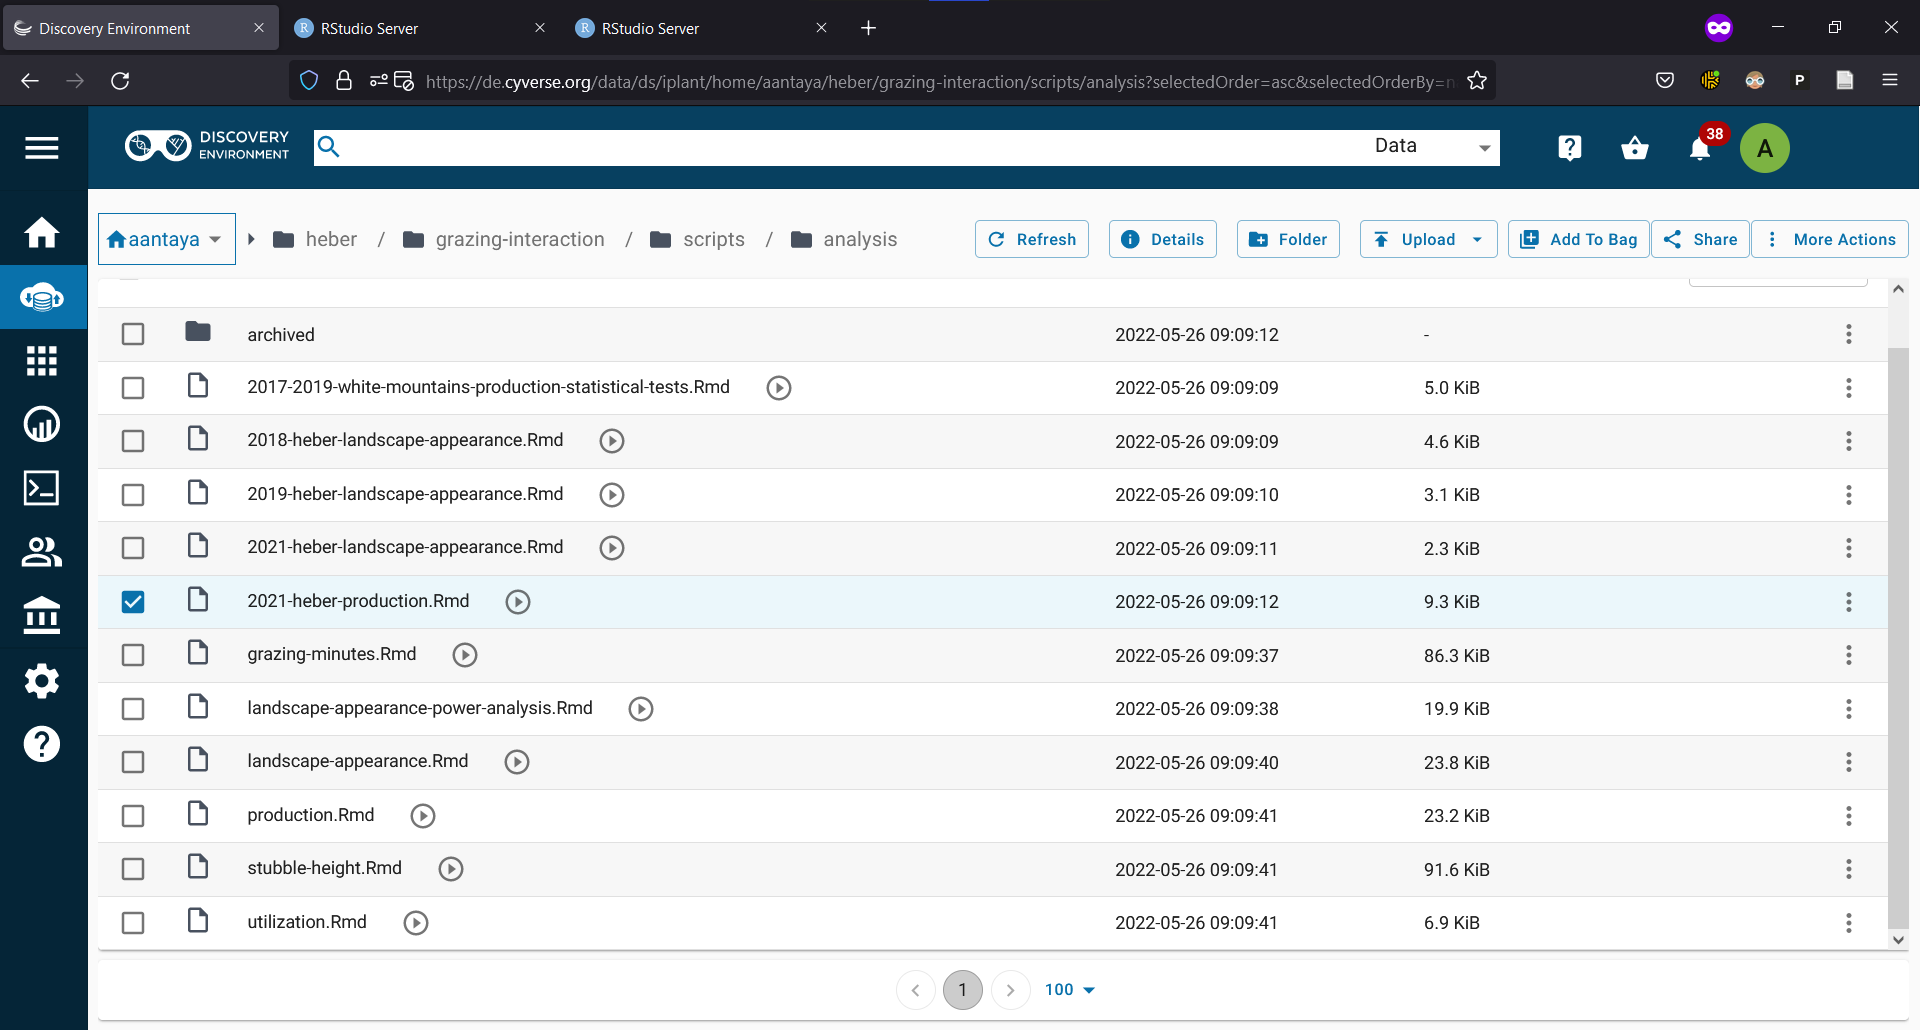 Discovery Environment
RStudio Server
RStudio Server
https://de.cyverse.org/data/ds/iplant/home/aantaya/heber/grazing-interaction/scripts/analysis?selectedOrder=asc&selectedOrderBy=n
P
DISCOVERY
ENVIRONMENT
Data
38
A
aantaya
heber / grazing-interaction / scripts / analysis
Refresh
Details
Folder
Upload
Add To Bag
Share
More Actions
archived 2022-05-26 09:09:12 -
2017-2019-white-mountains-production-statistical-tests.Rmd 2022-05-26 09:09:09 5.0 KiB
2018-heber-landscape-appearance.Rmd 2022-05-26 09:09:09 4.6 KiB
2019-heber-landscape-appearance.Rmd 2022-05-26 09:09:10 3.1 KiB
2021-heber-landscape-appearance.Rmd 2022-05-26 09:09:11 2.3 KiB
2021-heber-production.Rmd 2022-05-26 09:09:12 9.3 KiB
grazing-minutes.Rmd 2022-05-26 09:09:37 86.3 KiB
landscape-appearance-power-analysis.Rmd 2022-05-26 09:09:38 19.9 KiB
landscape-appearance.Rmd 2022-05-26 09:09:40 23.8 KiB
production.Rmd 2022-05-26 09:09:41 23.2 KiB
stubble-height.Rmd 2022-05-26 09:09:41 91.6 KiB
utilization.Rmd 2022-05-26 09:09:41 6.9 KiB
1
100